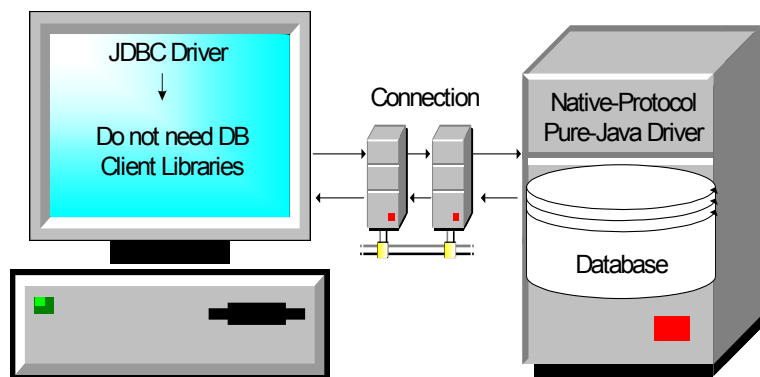 JDBC Driver
Do not need DB
Client Libraries
Connection
Native-Protocol
Pure-Java Driver
Database